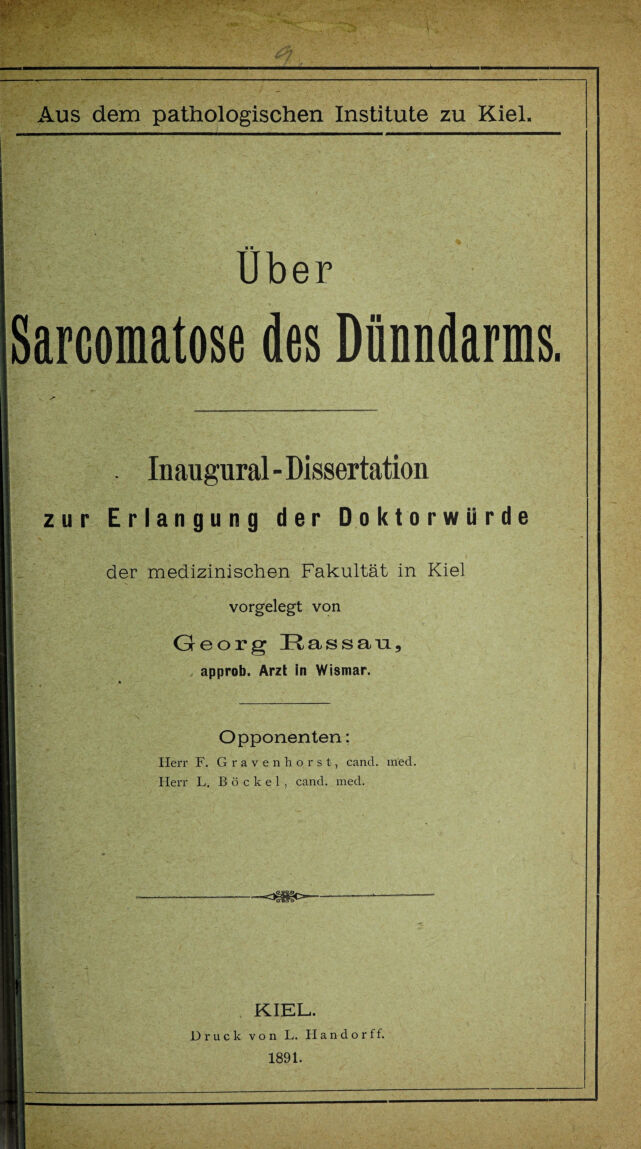 9.
Aus dem pathologischen Institute zu Kiel.
Über
Sarcomatose des Dünndarms.
Inaugural-Dissertation
zur Erlangung der Doktorwürde
der medizinischen Fakultät in Kiel
vorgelegt von
Georg Rassau,
approb. Arzt in Wismar.
Opponenten:
Herr F. Gravenhorst, cand. med.
Herr L. Böckel, cand. med.
KIEL.
Druck von L. Handorff.
1891.